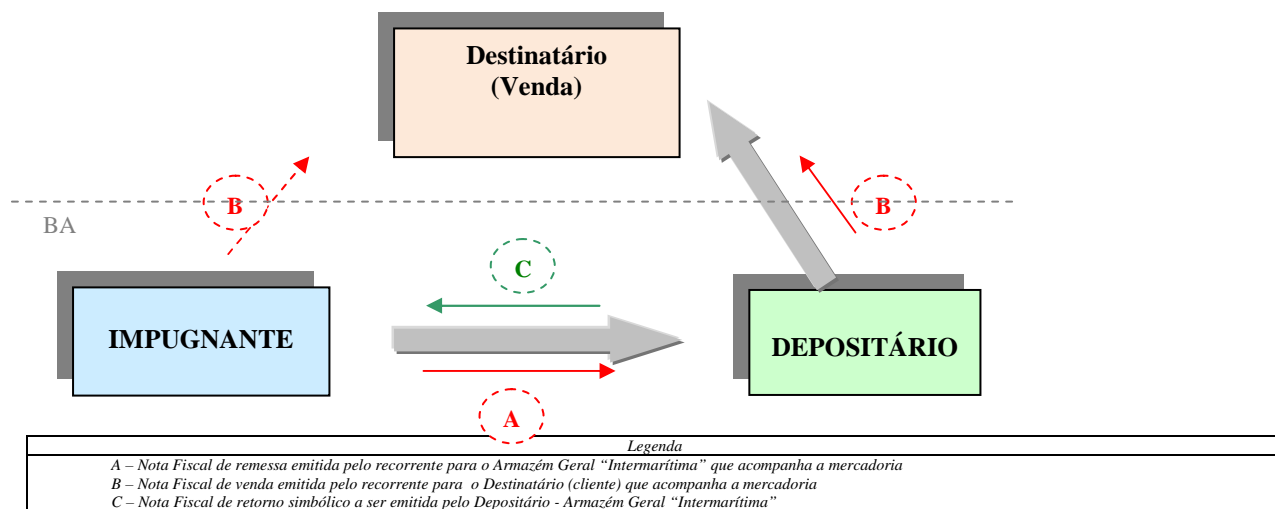 Destinatário
(Venda)
B
B
BA
C
IMPUGNANTE
DEPOSITÁRIO
A
Legenda
A – Nota Fiscal de remessa emitida pelo recorrente para o Armazém Geral “Intermarítima” que acompanha a mercadoria
B – Nota Fiscal de venda emitida pelo recorrente para o Destinatário (cliente) que acompanha a mercadoria
C – Nota Fiscal de retorno simbólico a ser emitida pelo Depositário - Armazém Geral “Intermarítima”